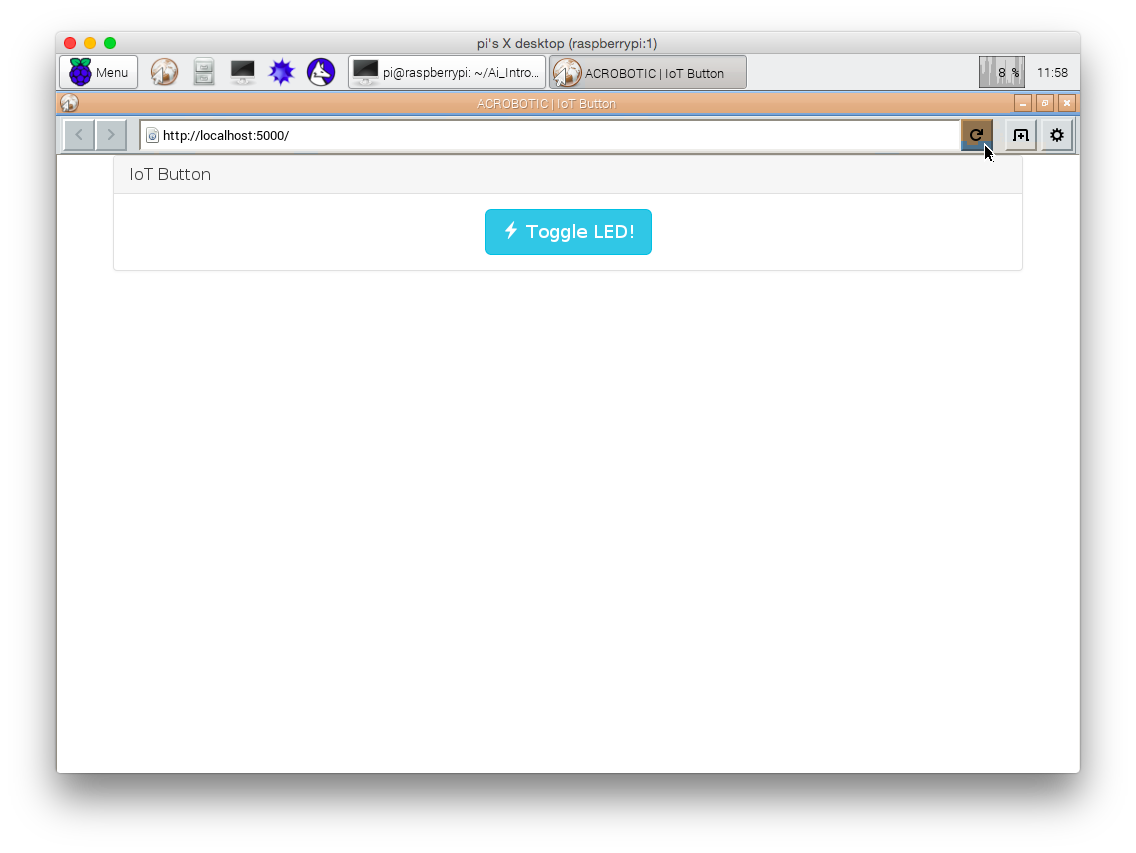 pi's X desktop (raspberrypi:1)
Menu
pi@raspberrypi: ~/Ai_Intro...
ACROBOTIC | IoT Button
8 %
11:58
ACROBOTIC | IoT Button
http://localhost:5000/
IoT Button
Toggle LED!